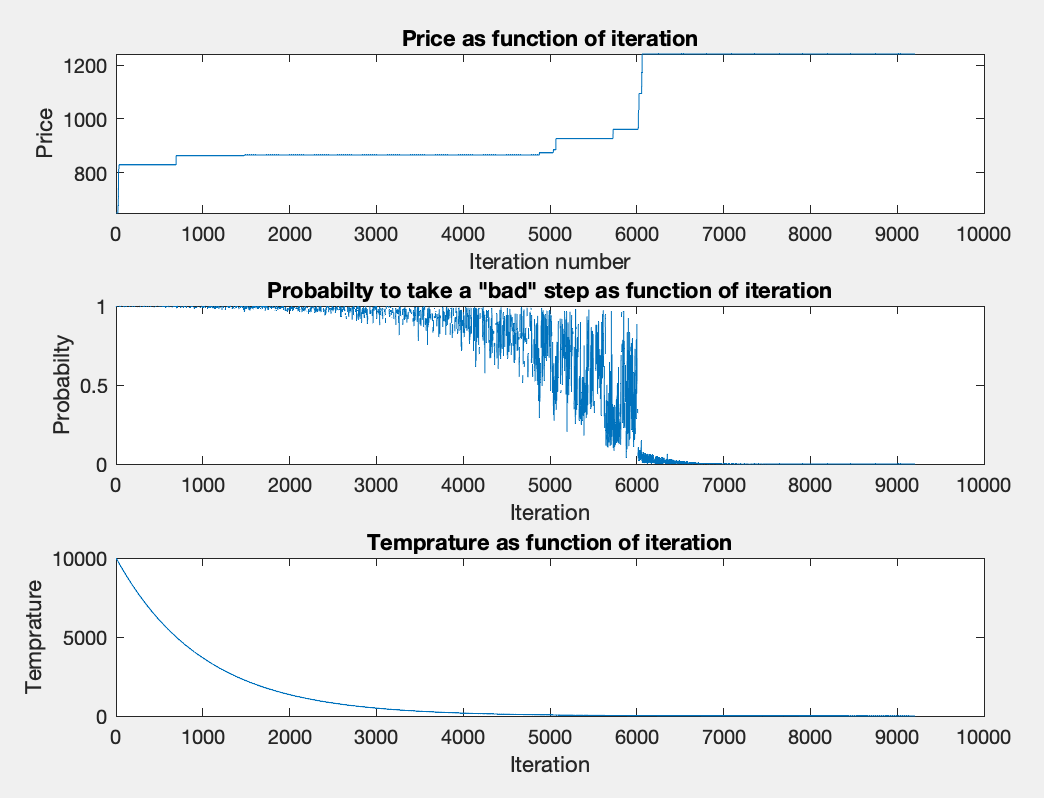 Price as function of iteration
1200
1000
800
Price
0 1000 2000 3000 4000 5000 6000 7000 8000 9000 10000
Iteration number
Probabilty to take a "bad" step as function of iteration
1
0.5
0
Probabilty
0 1000 2000 3000 4000 5000 6000 7000 8000 9000 10000
Iteration
Temprature as function of iteration
10000
5000
0
Temprature
0 1000 2000 3000 4000 5000 6000 7000 8000 9000 10000
Iteration